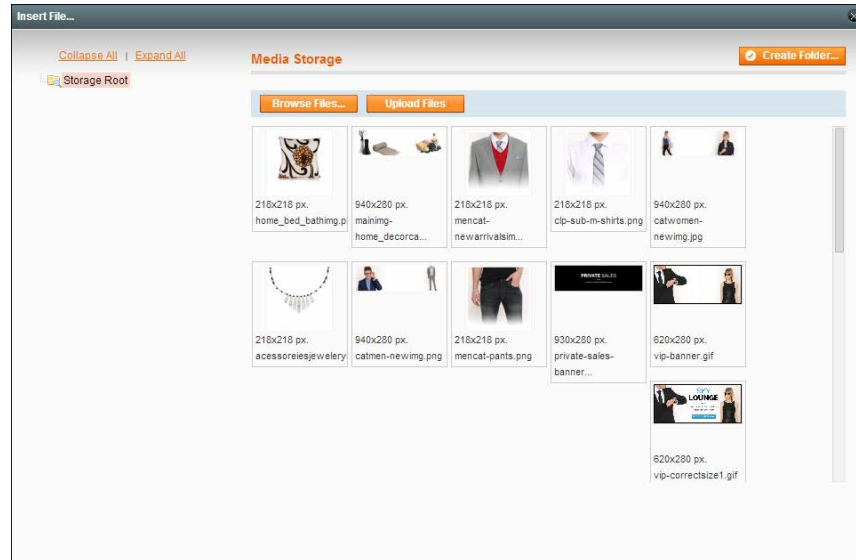 Insert File...
Collapse All | Expand All
Storage Root
Media Storage
Create Folder...
Browse Files...
Upload Files
218x218 px.
home_bed_bathimg.p
940x280 px.
mainimg-
home_decorca...
218x218 px.
mencat-
newarrivalsim...
218x218 px.
clp-sub-m-shirts.png
940x280 px.
catwomen-
newimg.jpg
218x218 px.
acessoreiesjewelery
940x280 px.
catmen-newimg.png
218x218 px.
mencat-pants.png
PRIVATE SALES
930x280 px.
private-sales-
banner...
620x280 px.
vip-banner.gif
SKY
LOUNGE
620x280 px.
vip-correctsize1.gif